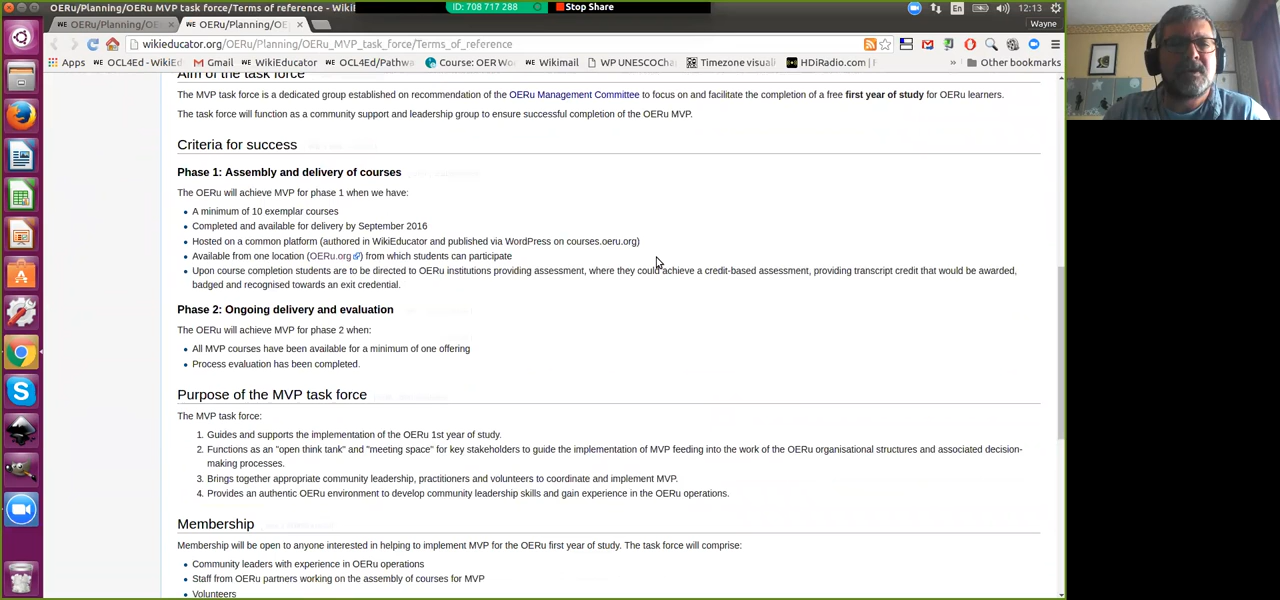 OERu/Planning/OERu MVP task force/Terms of reference - Wiki
ID: 708 717 288
Stop Share
En
12:13
WE OERu/Planning/OE
WE OERu/Planning/OE
Wayne
wikieducator.org/OERu/Planning/OERu_MVP_task_force/Terms_of_reference
Apps
WE OCL4Ed - WikiEd
Gmail
WE WikiEducator
WE OCL4Ed/Pathwa
Course: OER Wo
WE Wikimail
WP UNESCOCha
Timezone visuali
HDiRadio.com | F
»
Other bookmarks
Aim of the task force
The MVP task force is a dedicated group established on recommendation of the OERu Management Committee to focus on and facilitate the completion of a free first year of study for OERu learners.
The task force will function as a community support and leadership group to ensure successful completion of the OERu MVP.
Criteria for success
Phase 1: Assembly and delivery of courses
The OERu will achieve MVP for phase 1 when we have:
A minimum of 10 exemplar courses
Completed and available for delivery by September 2016
Hosted on a common platform (authored in WikiEducator and published via WordPress on courses.oeru.org)
Available from one location (OERu.org) from which students can participate
Upon course completion students are to be directed to OERu institutions providing assessment, where they could achieve a credit-based assessment, providing transcript credit that would be awarded,
badged and recognised towards an exit credential.
Phase 2: Ongoing delivery and evaluation
The OERu will achieve MVP for phase 2 when:
All MVP courses have been available for a minimum of one offering
Process evaluation has been completed.
Purpose of the MVP task force
The MVP task force:
1. Guides and supports the implementation of the OERu 1st year of study.
2. Functions as an "open think tank" and "meeting space" for key stakeholders to guide the implementation of MVP feeding into the work of the OERu organisational structures and associated decision-
making processes.
3. Brings together appropriate community leadership, practitioners and volunteers to coordinate and implement MVP.
4. Provides an authentic OERu environment to develop community leadership skills and gain experience in the OERu operations.
Membership
Membership will be open to anyone interested in helping to implement MVP for the OERu first year of study. The task force will comprise:
Community leaders with experience in OERu operations
Staff from OERu partners working on the assembly of courses for MVP
Volunteers